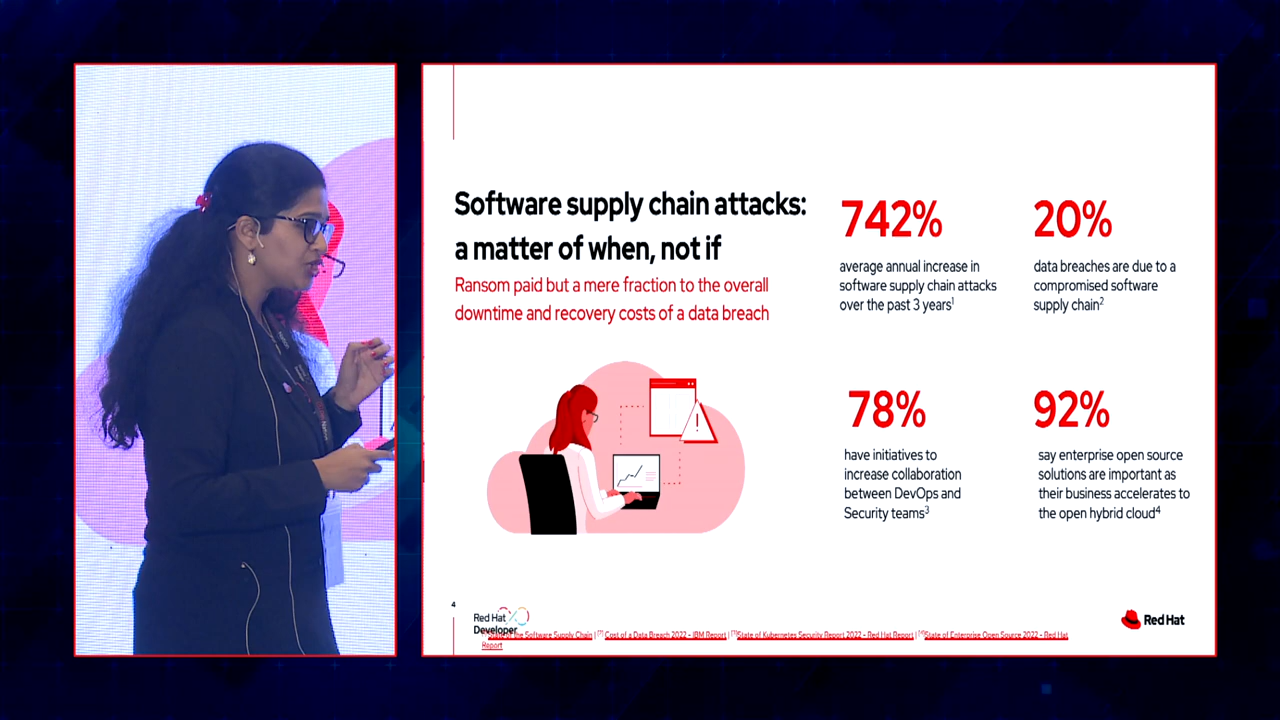 Software supply chain attacks:
a matter of when, not if
Ransom paid but a mere fraction to the overall
downtime and recovery costs of a data breach
742%
average annual increase in
software supply chain attacks
over the past 3 years¹
20%
data breaches are due to a
compromised software
supply chain²
78%
have initiatives to
increase collaboration
between DevOps and
Security teams³
92%
say enterprise open source
solutions are important as
their business accelerates to
the open hybrid cloud⁴
Red Hat
Software Supply Chain | [2] Cost of a Data Breach 2022 - IBM Report | [3]State of Kubernetes Security Report 2022 - Red Hat Report | [4]State of Enterprise Open Source 2022 - Red Hat
Report
Red Hat